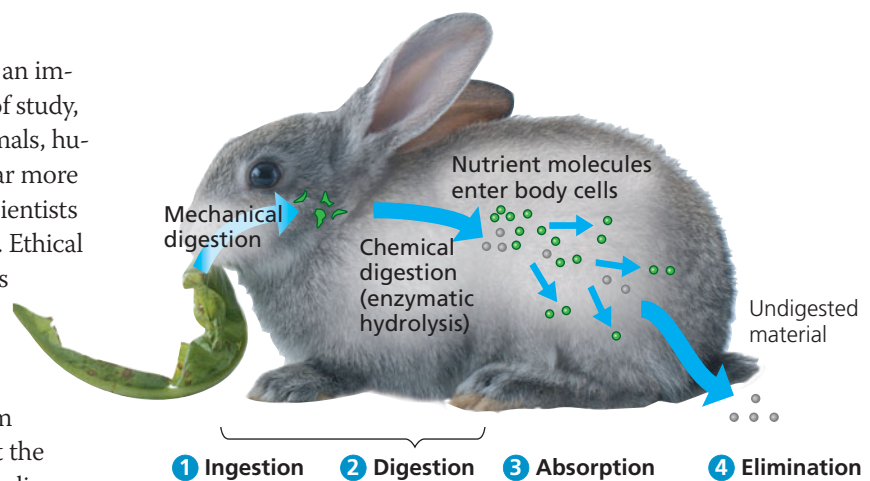 an im-
of study,
mals, hu-
ar more
ientists
. Ethical
s
m
t the
Mechanical
digestion
Chemical
digestion
(enzymatic
hydrolysis)
Nutrient molecules
enter body cells
Undigested
material
1 Ingestion 2 Digestion 3 Absorption 4 Elimination